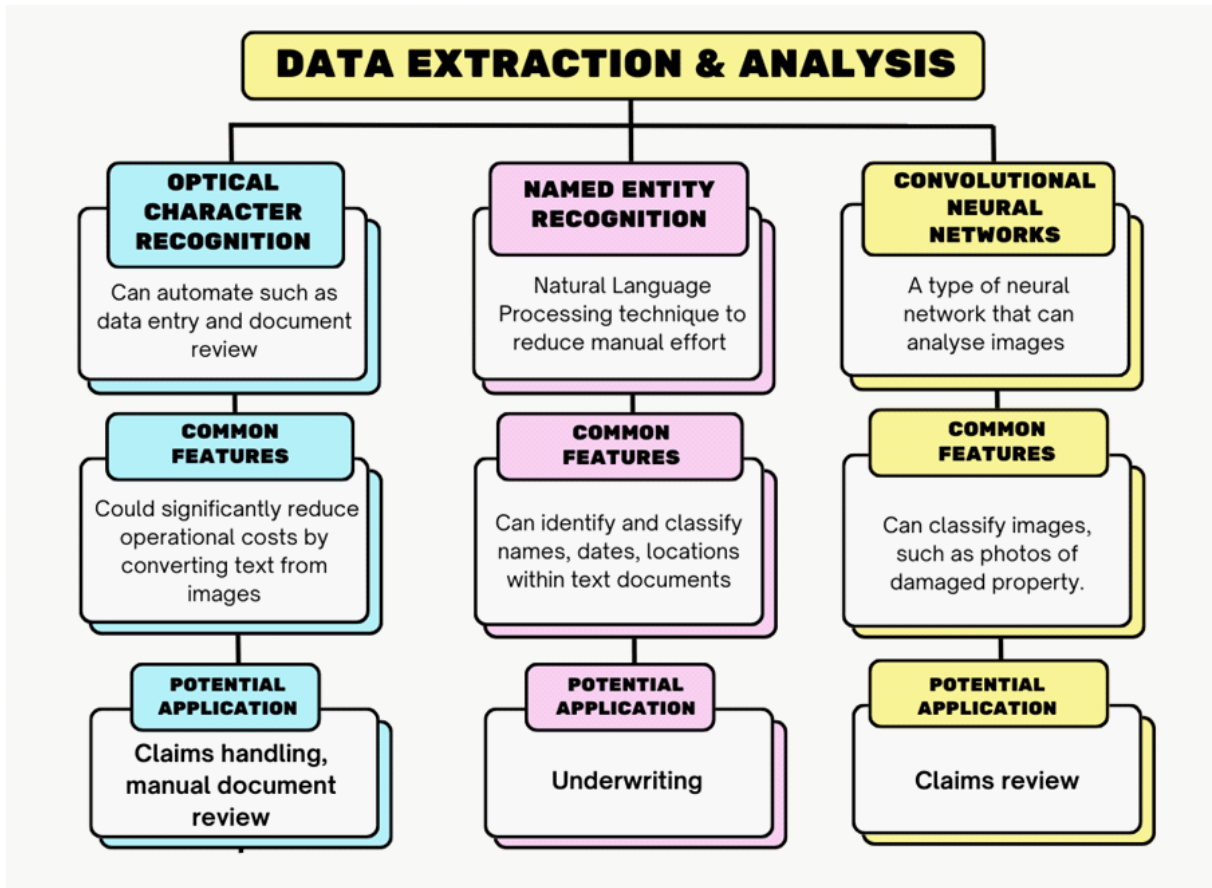 DATA EXTRACTION & ANALYSIS
OPTICAL
CHARACTER
RECOGNITION
Can automate such as
data entry and document
review
COMMON
FEATURES
Could significantly reduce
operational costs by
converting text from
images
POTENTIAL
APPLICATION
Claims handling,
manual document
review
NAMED ENTITY
RECOGNITION
Natural Language
Processing technique to
reduce manual effort
COMMON
FEATURES
Can identify and classify
names, dates, locations
within text documents
POTENTIAL
APPLICATION
Underwriting
CONVOLUTIONAL
NEURAL
NETWORKS
A type of neural
network that can
analyse images
COMMON
FEATURES
Can classify images,
such as photos of
damaged property.
POTENTIAL
APPLICATION
Claims review